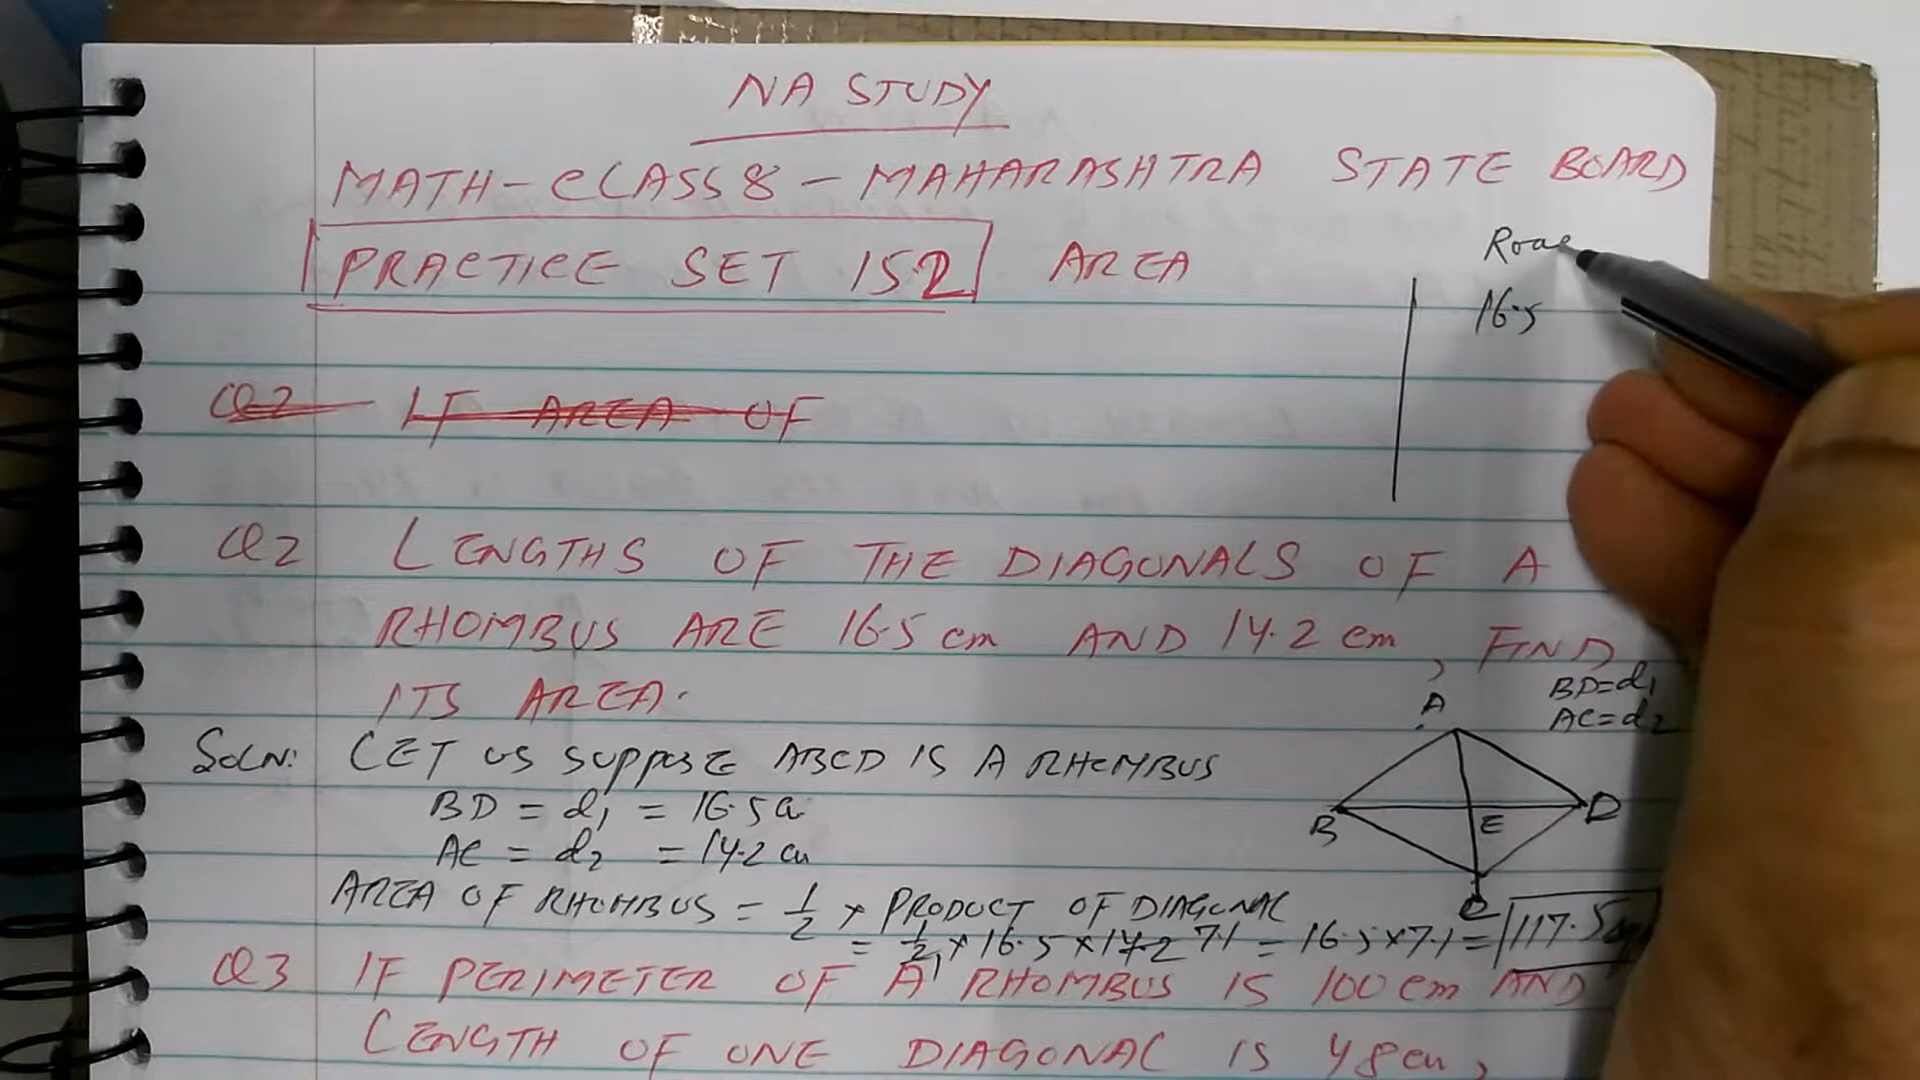 NA STUDY
MATH-CLASS 8 - MAHARASHTRA STATE BOARD
PRACTICE SET 15.2 AREA
Q2 IF AREA OF
16.5
Q2 LENGTHS OF THE DIAGONALS OF A
RHOMBUS ARE 16.5 cm AND 14.2 cm, FIND
ITS AREA.
BD=d1
AC=d2
A
B
E
D
C
SOLN: LET US SUPPOSE ABCD IS A RHOMBUS
BD = d1 = 16.5 c
AC = d2 = 14.2 cm
AREA OF RHOMBUS = 1/2 × PRODUCT OF DIAGONAL
= 1/2 × 16.5 × 14.2 7.1 = 16.5 × 7.1 = 117.5
Q3 IF PERIMETER OF A RHOMBUS IS 100 cm AND
LENGTH OF ONE DIAGONAL IS 48 cm,